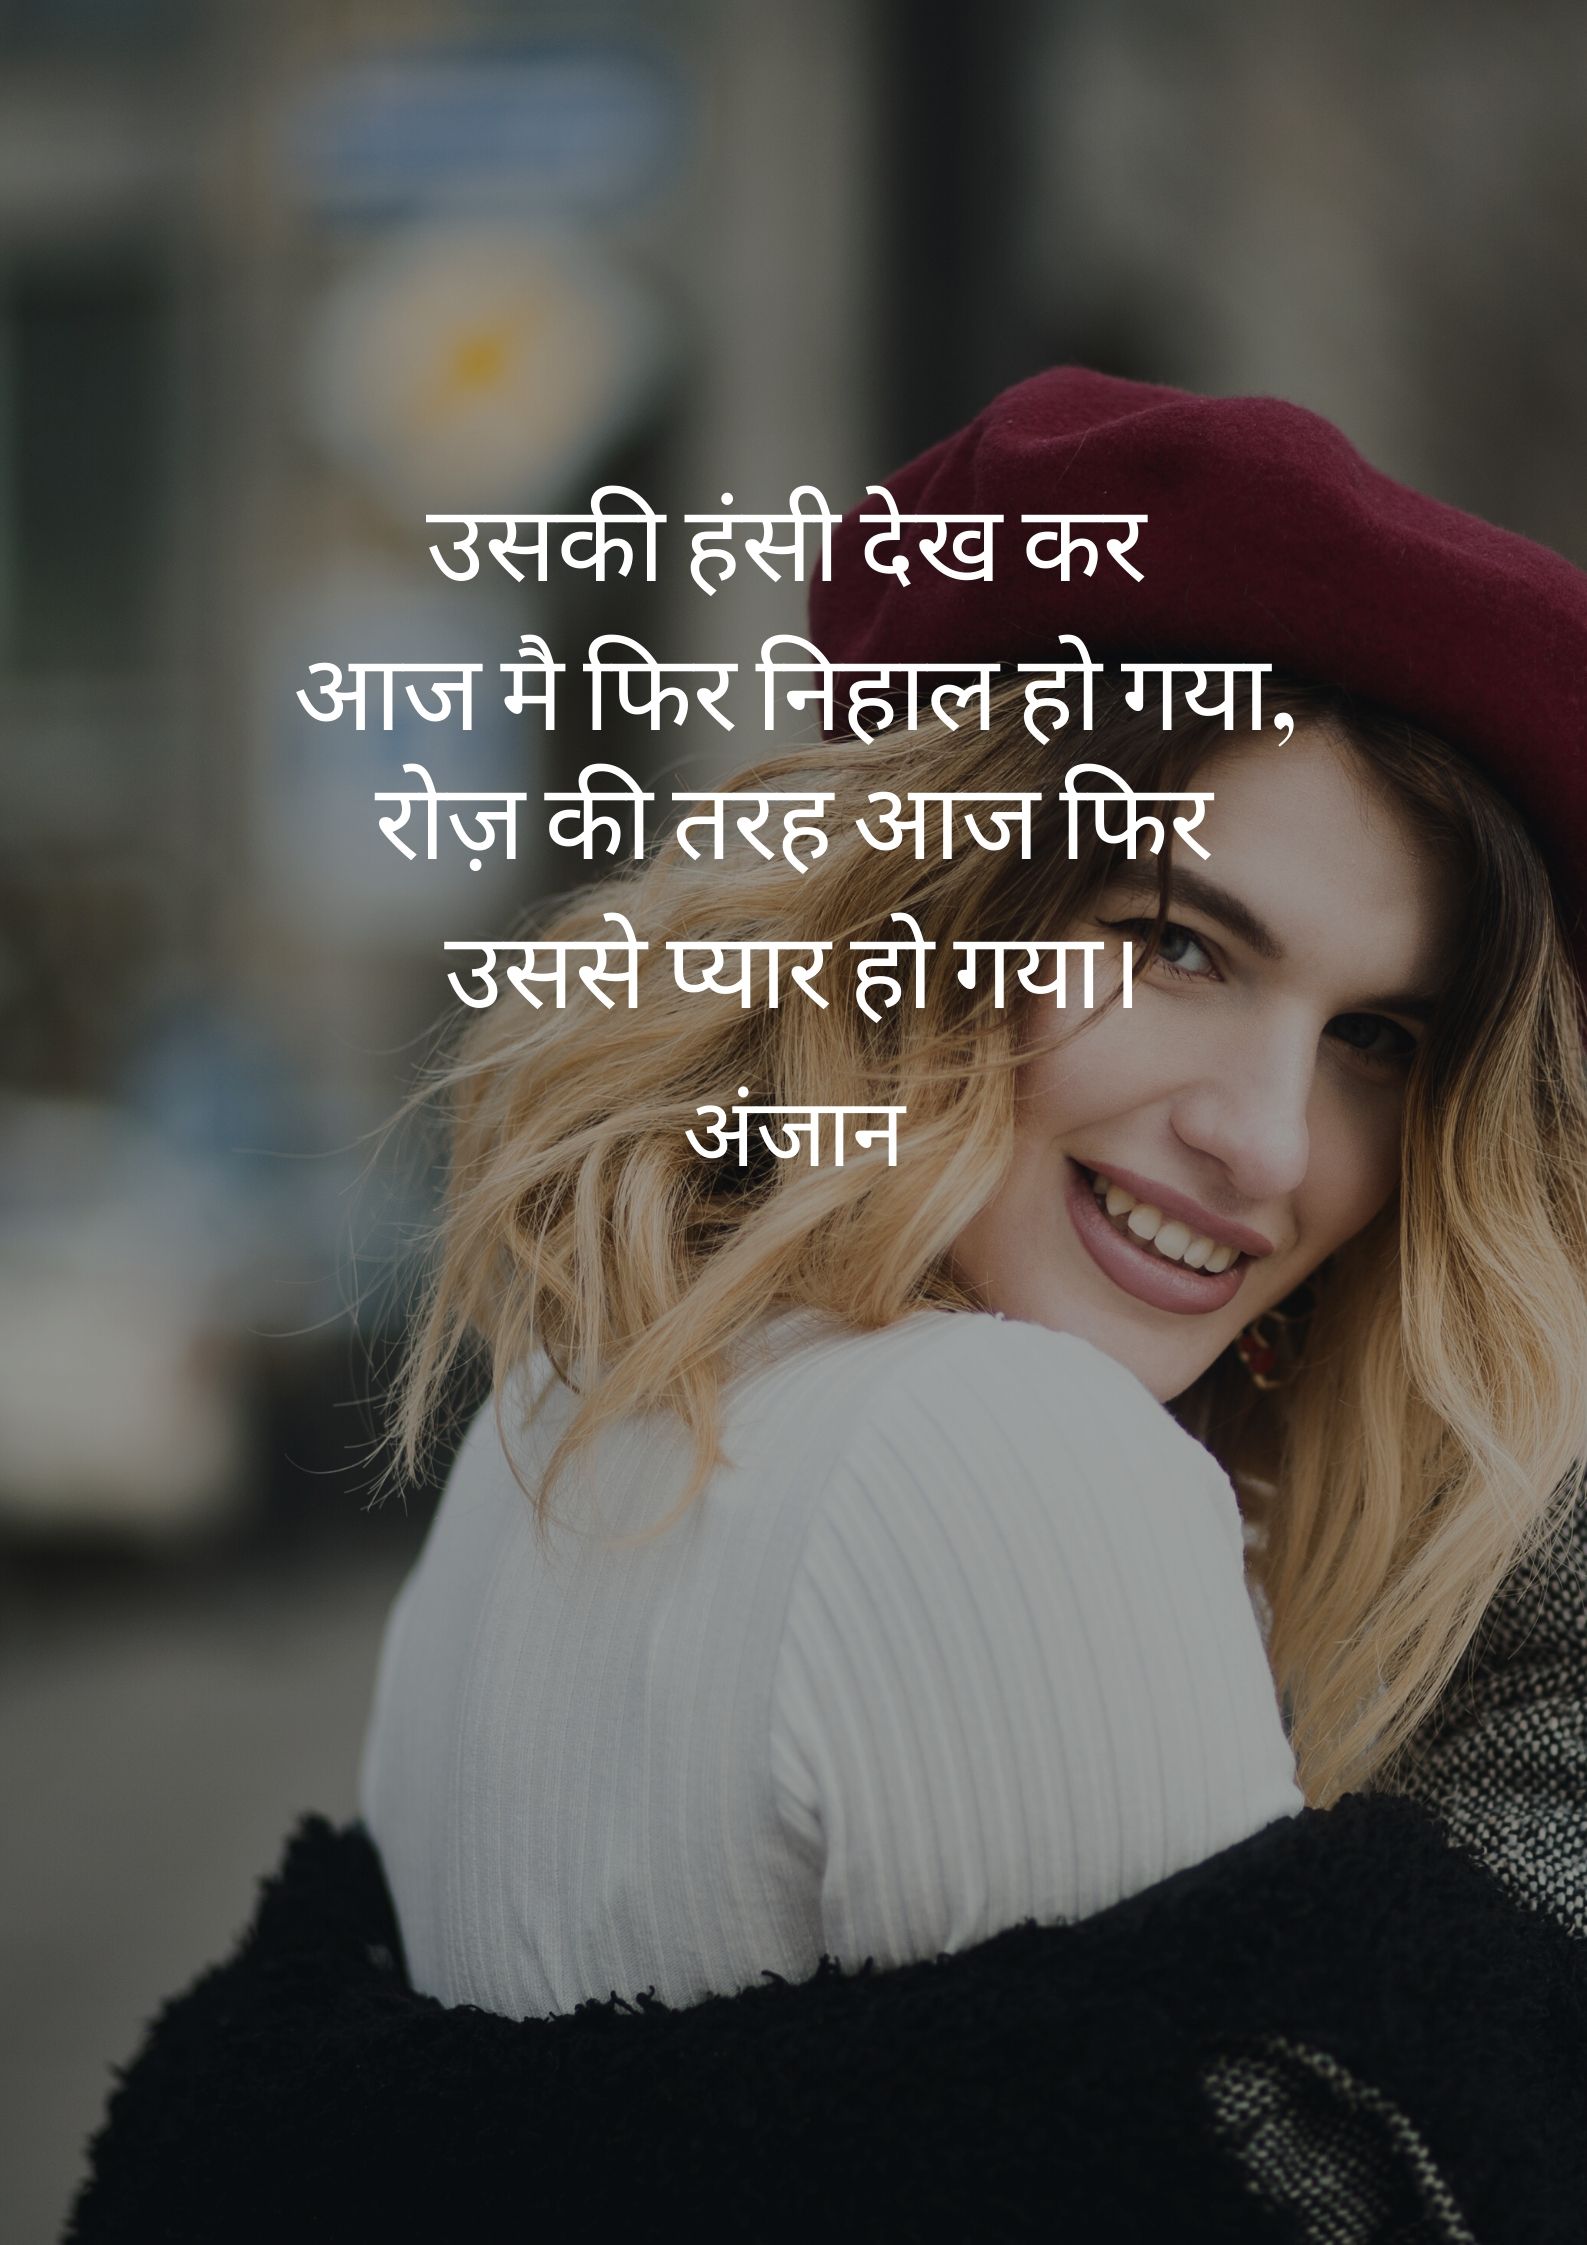 उसकी हंसी देख कर
आज मै फिर निहाल हो गया,
रोज़ की तरह आज फिर
उससे प्यार हो गया।
अंजान